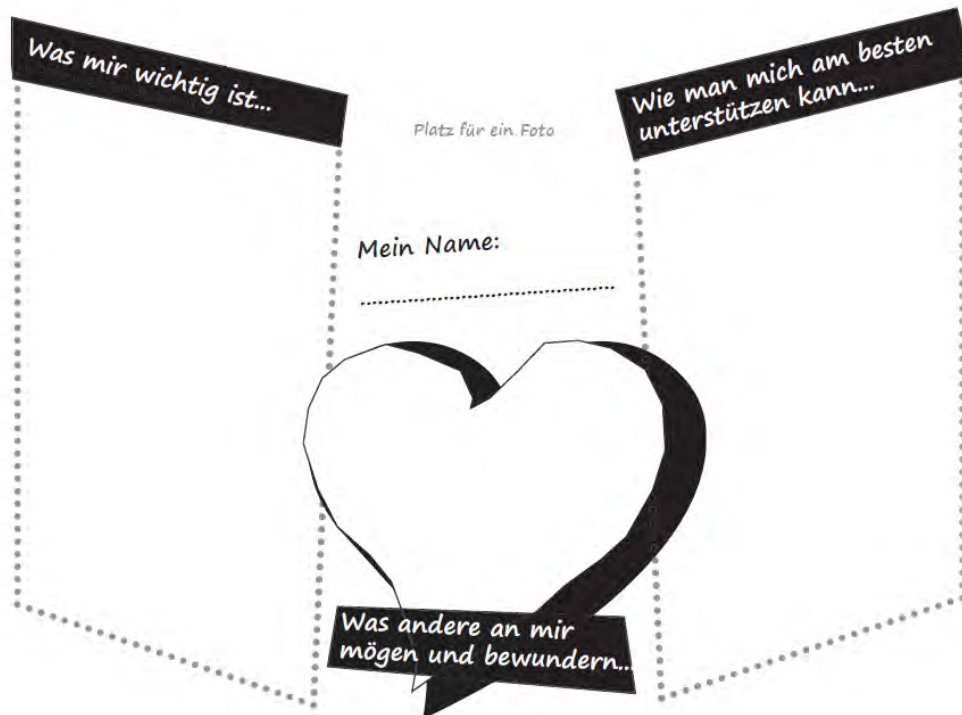 Was mir wichtig ist...
Platz für ein Foto
Wie man mich am besten
unterstützen kann...
Mein Name:
Was andere an mir
mögen und bewundern...